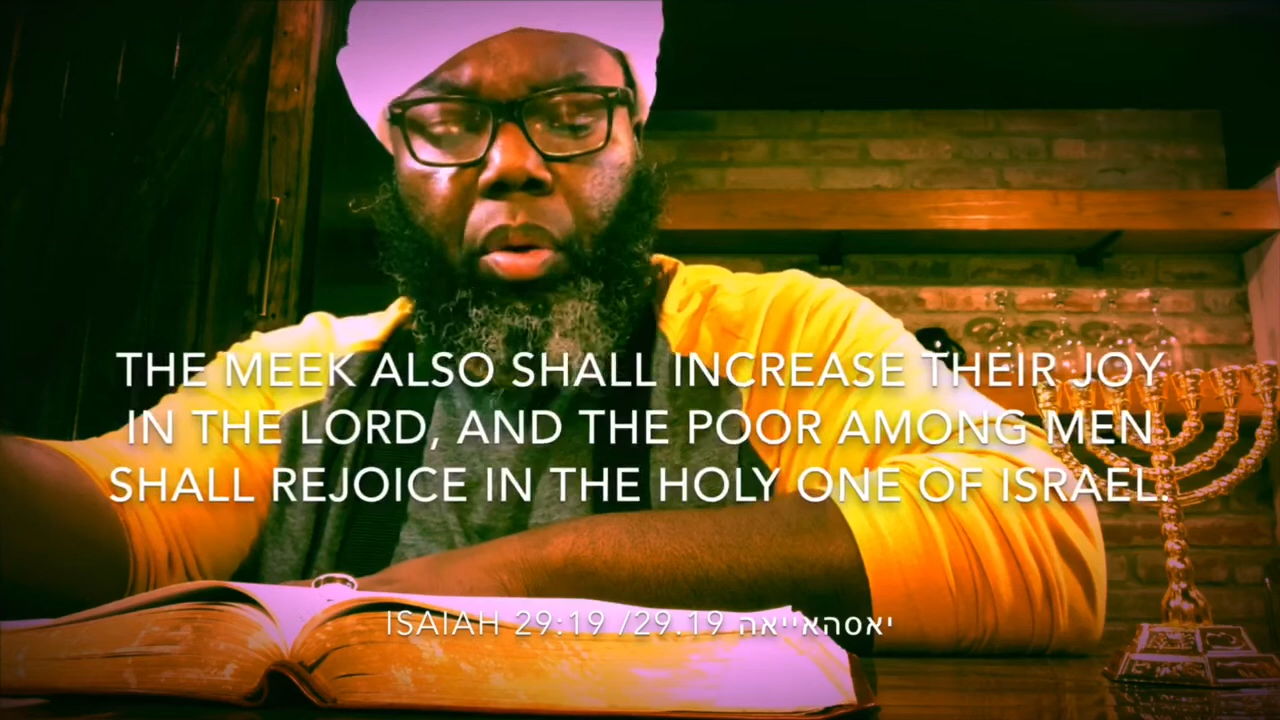 THE MEEK ALSO SHALL INCREASE THEIR JOY
IN THE LORD, AND THE POOR AMONG MEN
SHALL REJOICE IN THE HOLY ONE OF ISRAEL.
ISAIAH 29:19 /29.19 יאסהאייאה